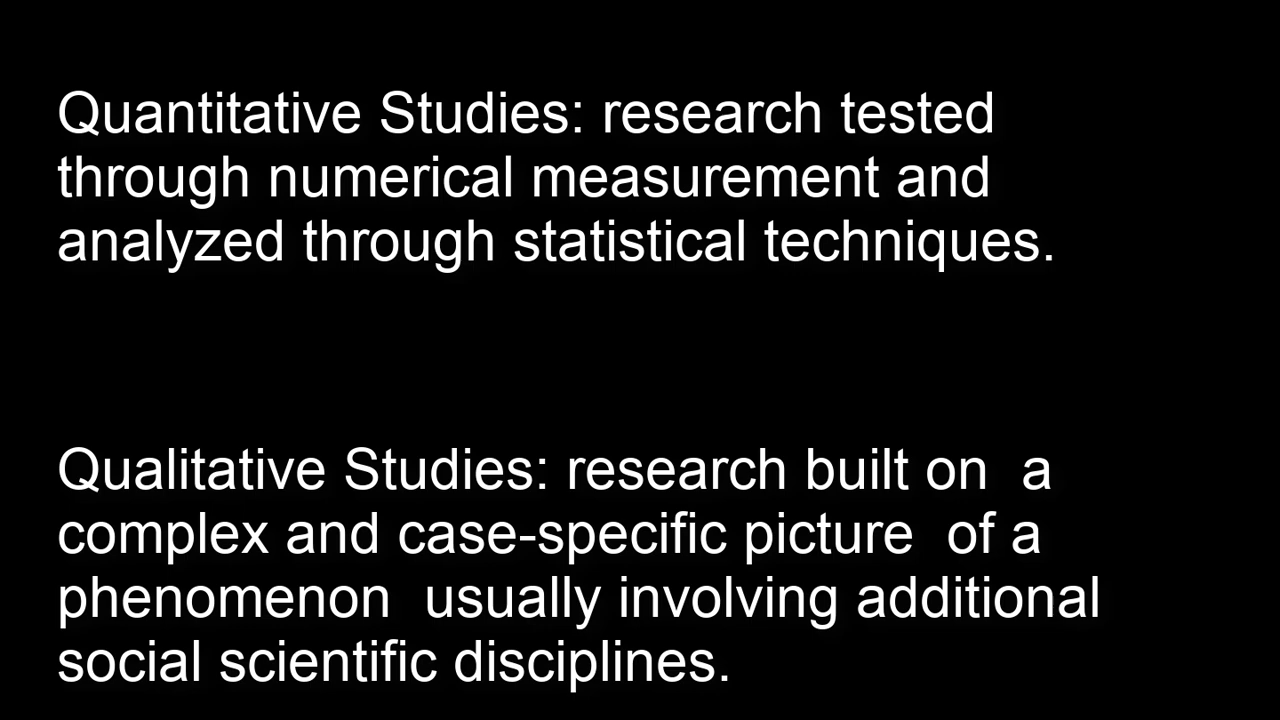 Quantitative Studies: research tested
through numerical measurement and
analyzed through statistical techniques.
Qualitative Studies: research built on  a
complex and case-specific picture  of a
phenomenon  usually involving additional
social scientific disciplines.